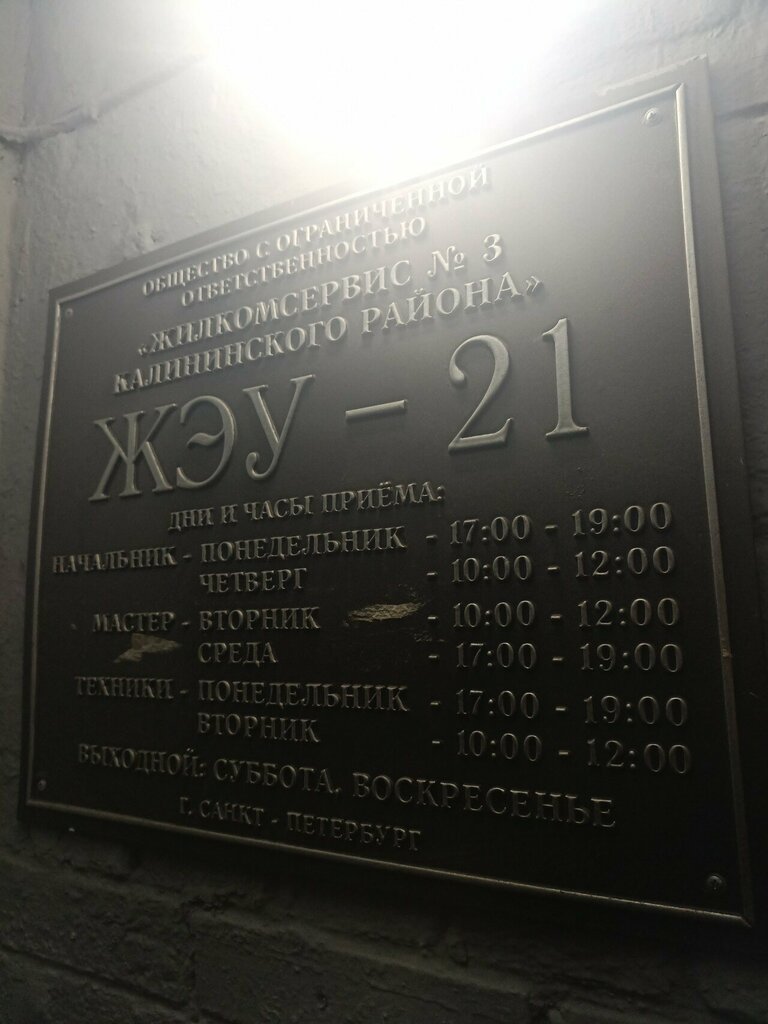 ОБЩЕСТВО С ОГРАНИЧЕННОЙ
ОТВЕТСТВЕННОСТЬЮ
«ЖИЛКОМСЕРВИС № 3
КАЛИНИНСКОГО РАЙОНА»
ЖЭУ – 21
ДНИ И ЧАСЫ ПРИЁМА:
НАЧАЛЬНИК - ПОНЕДЕЛЬНИК - 17:00 - 19:00
ЧЕТВЕРГ - 10:00 - 12:00
МАСТЕР - ВТОРНИК - 10:00 - 12:00
СРЕДА - 17:00 - 19:00
ТЕХНИКИ - ПОНЕДЕЛЬНИК - 17:00 - 19:00
ВТОРНИК - 10:00 - 12:00
ВЫХОДНОЙ: СУББОТА, ВОСКРЕСЕНЬЕ
Г. САНКТ - ПЕТЕРБУРГ